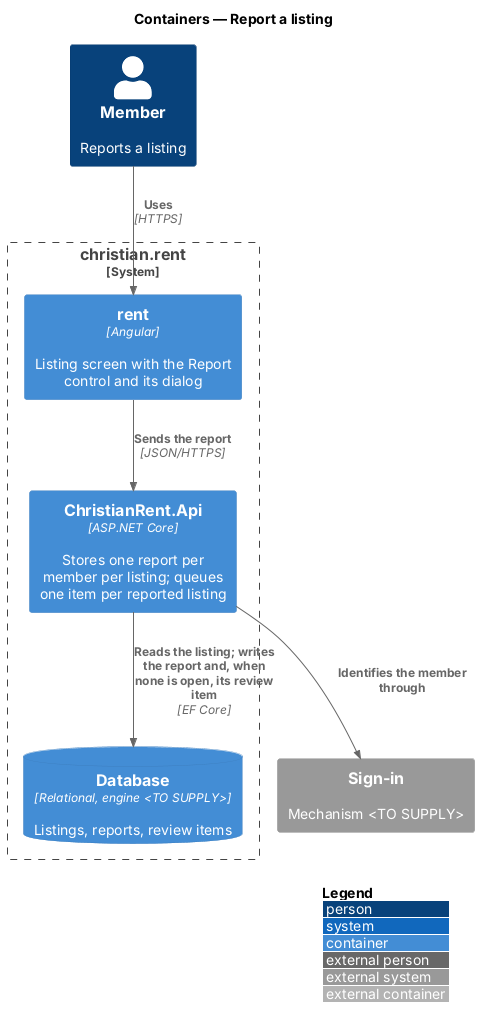 Containers — Report a listing
Member
Reports a listing
Uses
[HTTPS]
christian.rent
[System]
rent
[Angular]
Listing screen with the Report
control and its dialog
Sends the report
[JSON/HTTPS]
ChristianRent.Api
[ASP.NET Core]
Stores one report per
member per listing; queues
one item per reported listing
Reads the listing; writes
the report and, when
none is open, its review
item
[EF Core]
Identifies the member
through
Database
[Relational, engine <TO SUPPLY>]
Listings, reports, review items
Sign-in
Mechanism <TO SUPPLY>
Legend
person
system
container
external person
external system
external container